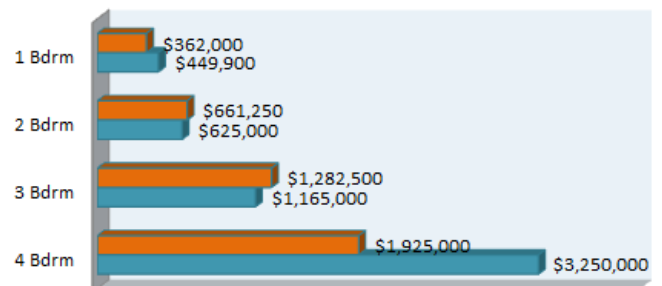 1 Bdrm
$362,000
$449,900
2 Bdrm
$661,250
$625,000
3 Bdrm
$1,282,500
$1,165,000
4 Bdrm
$1,925,000
$3,250,000